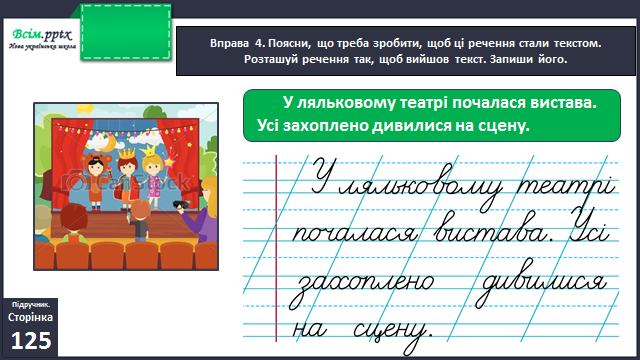 Всім.pptx
Нова українська школа
Вправа 4. Поясни, що треба зробити, щоб ці речення стали текстом.
Розташуй речення так, щоб вийшов текст. Запиши його.
У ляльковому театрі почалася вистава.
Усі захоплено дивилися на сцену.
CanStock
У ляльковому театрі
почалася вистава. Усі
захоплено дивилися
на сцену.
Підручник.
Сторінка
125